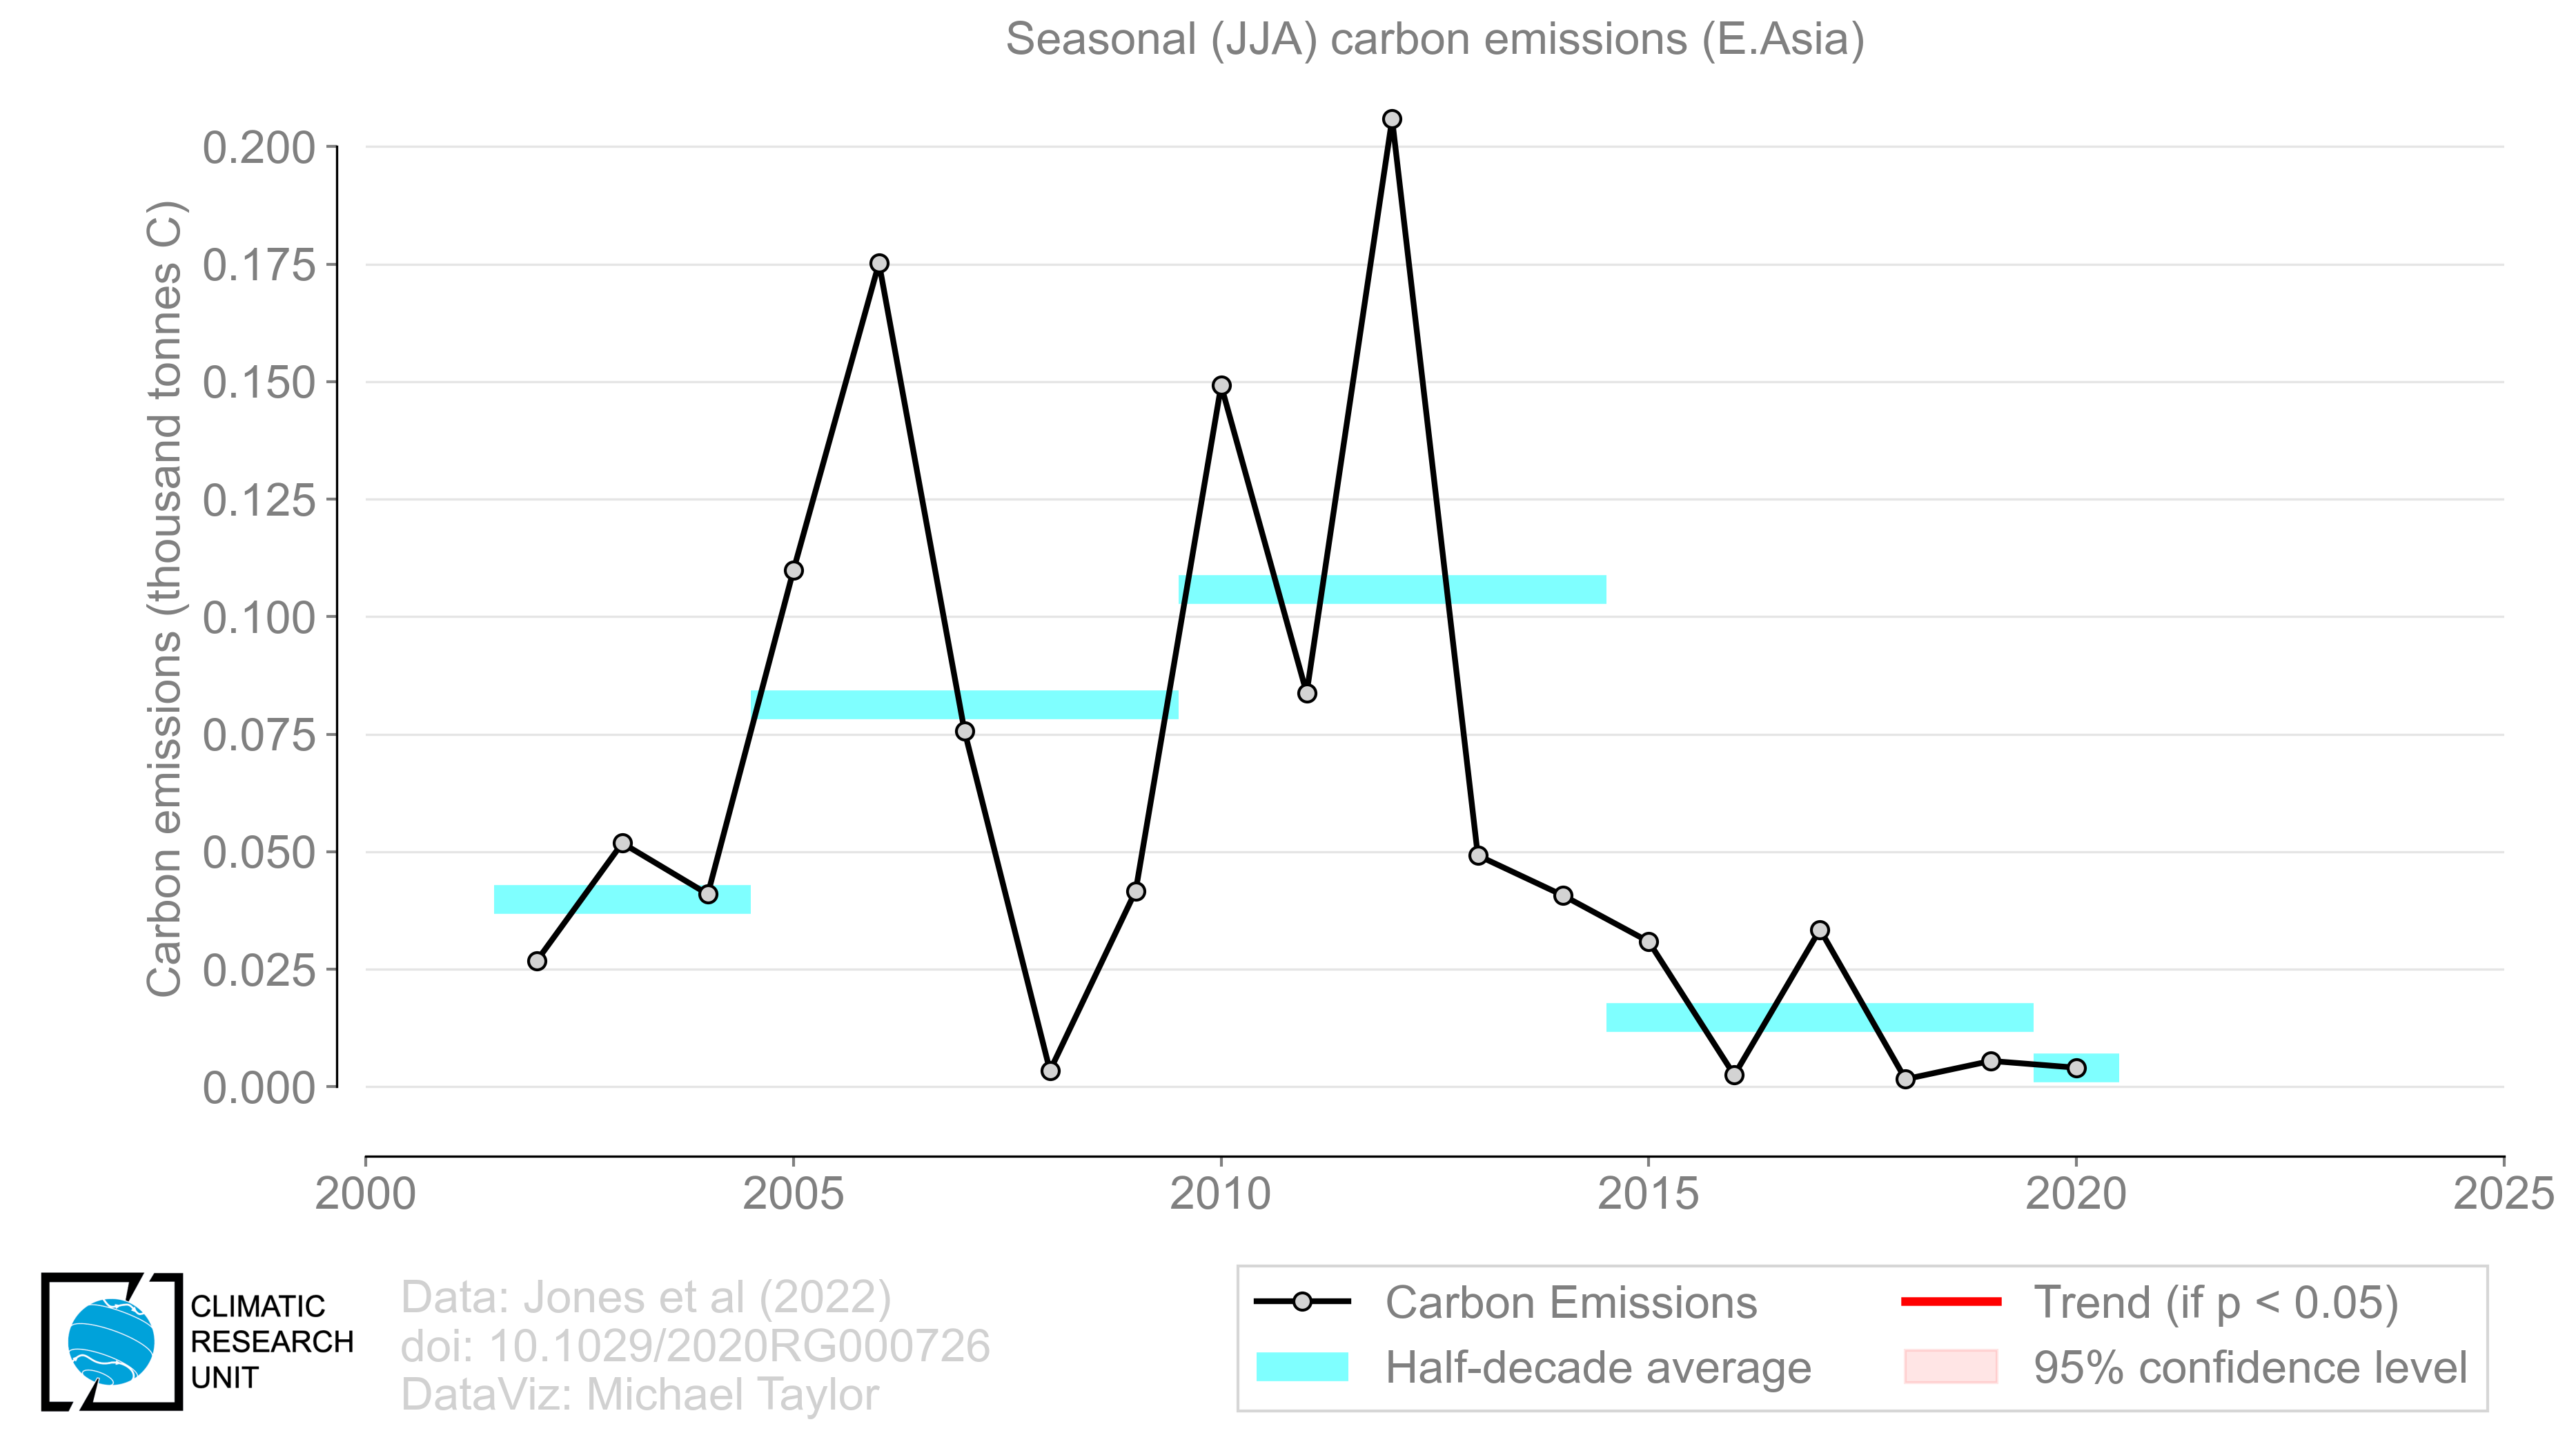 Seasonal (JJA) carbon emissions (E.Asia)
Carbon emissions (thousand tonnes C)
0.200
0.175
0.150
0.125
0.100
0.075
0.050
0.025
0.000
2000 2005 2010 2015 2020 2025
CLIMATIC
RESEARCH
UNIT
Data: Jones et al (2022)
doi: 10.1029/2020RG000726
DataViz: Michael Taylor
Carbon Emissions
Half-decade average
Trend (if p < 0.05)
95% confidence level